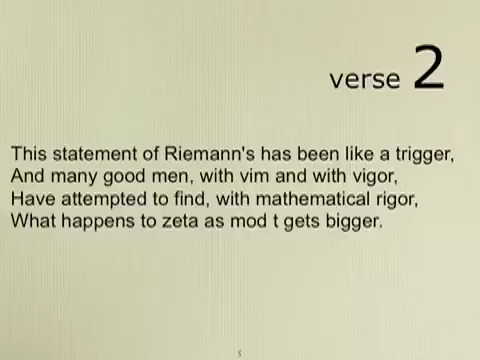 verse 2
This statement of Riemann's has been like a trigger,
And many good men, with vim and with vigor,
Have attempted to find, with mathematical rigor,
What happens to zeta as mod t gets bigger.
5